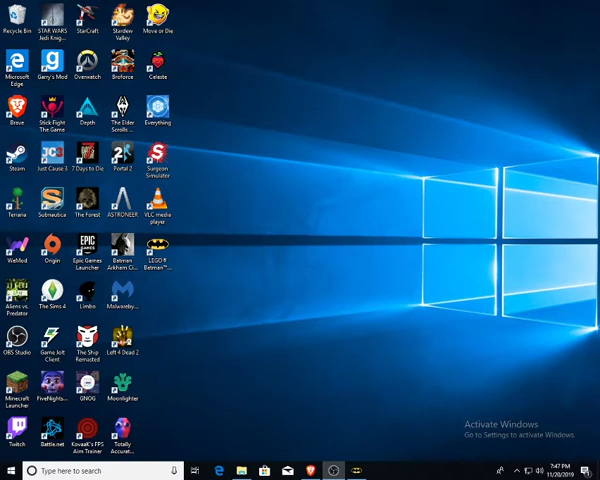 Recycle Bin
STAR WARS
Jedi Knig...
StarCraft
Stardew
Valley
Move or Die
Microsoft
Edge
Garry's Mod
Overwatch
Broforce
Celeste
Brave
Stick Fight
The Game
Depth
The Elder
Scrolls ...
Everything
Steam
Just Cause 3
7 Days to Die
Portal 2
Surgeon
Simulator
Terraria
Subnautica
The Forest
ASTRONEER
VLC media
player
WeMod
Origin
Epic Games
Launcher
Batman
Arkham Ci...
LEGO®
Batman™...
Aliens vs.
Predator
The Sims 4
Limbo
Malwareby...
OBS Studio
Game Jolt
Client
The Ship
Remasted
Left 4 Dead 2
Minecraft
Launcher
FiveNights...
GNOG
Moonlighter
Twitch
Battle.net
KovaaK's FPS
Aim Trainer
Totally
Accurat...
Activate Windows
Go to Settings to activate Windows.
Type here to search
7:47 PM
11/20/2019